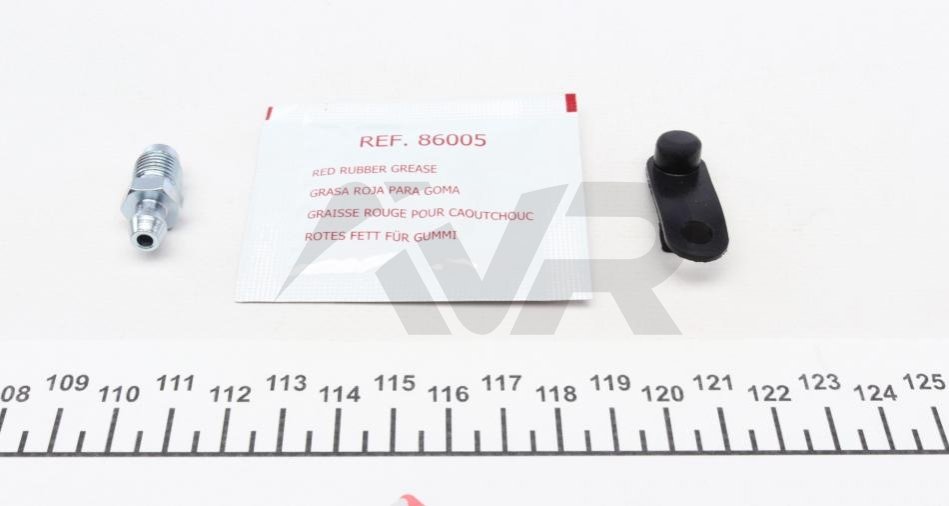 REF. 86005
RED RUBBER GREASE
GRASA ROJA PARA GOMA
GRAISSE ROUGE POUR CAOUTCHOUC
ROTES FETT FÜR GUMMI
VR
08 109 110 111 112 113 114 115 116 117 118 119 120 121 122 123 124 125